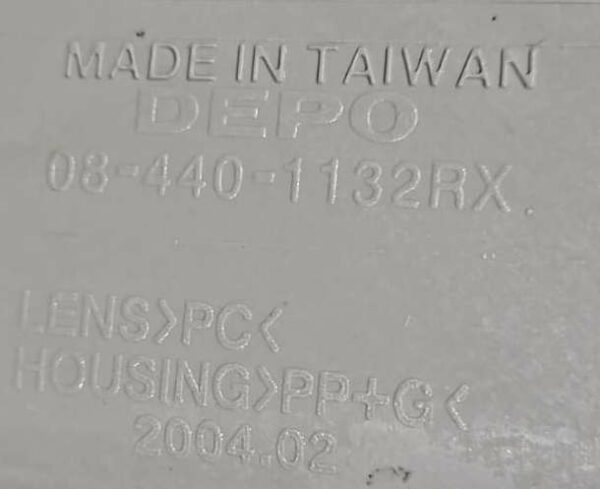 MADE IN TAIWAN
DEPO
08-440-1132RX
LENS>PC<
HOUSING>PP+G<
2004.02